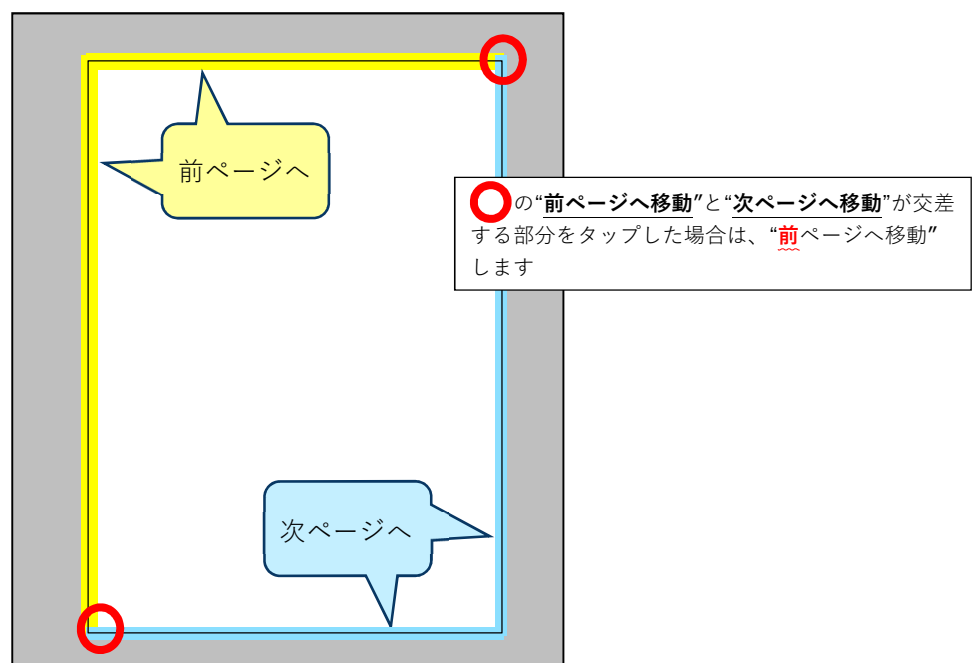 前ページへ
の“前ページへ移動”と“次ページへ移動”が交差
する部分をタップした場合は、“前ページへ移動”
します
次ページへ